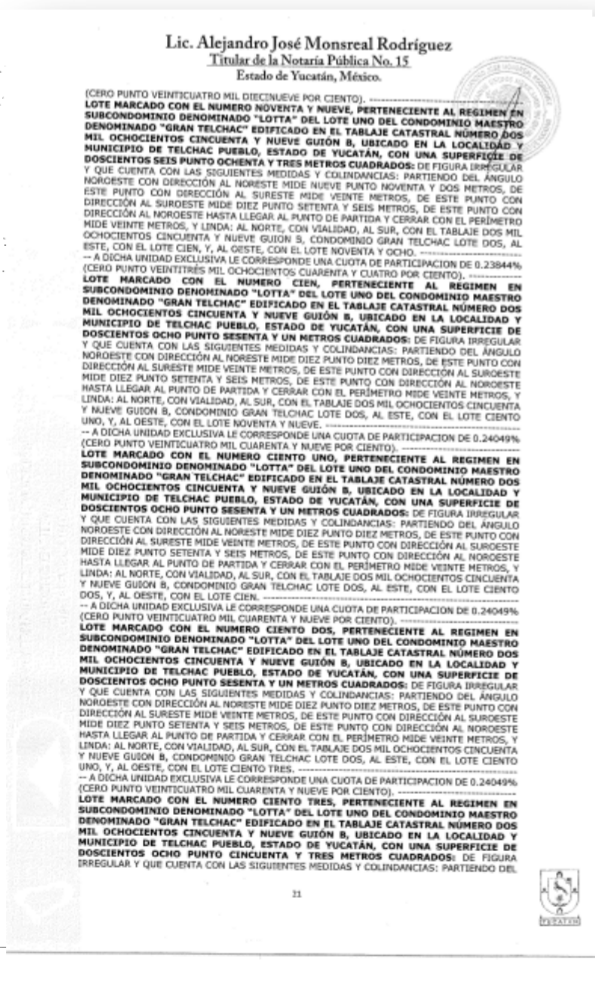 Lic. Alejandro José Monsreal Rodríguez
Titular de la Notaría Pública No. 15
Estado de Yucatán, México.
(CERO PUNTO VEINTICUATRO MIL DIECINUEVE POR CIENTO). ------------------------------
LOTE MARCADO CON EL NUMERO NOVENTA Y NUEVE, PERTENECIENTE AL REGIMEN EN
SUBCONDOMINIO DENOMINADO "LOTTA" DEL LOTE UNO DEL CONDOMINIO MAESTRO
DENOMINADO "GRAN TELCHAC" EDIFICADO EN EL TABLAJE CATASTRAL NÚMERO DOS
MIL OCHOCIENTOS CINCUENTA Y NUEVE GUIÓN B, UBICADO EN LA LOCALIDAD Y
MUNICIPIO DE TELCHAC PUEBLO, ESTADO DE YUCATÁN, CON UNA SUPERFICIE DE
DOSCIENTOS SEIS PUNTO OCHENTA Y TRES METROS CUADRADOS: DE FIGURA IRREGULAR
Y QUE CUENTA CON LAS SIGUIENTES MEDIDAS Y COLINDANCIAS: PARTIENDO DEL ÁNGULO
NOROESTE CON DIRECCIÓN AL NORESTE MIDE NUEVE PUNTO NOVENTA Y DOS METROS, DE
ESTE PUNTO CON DIRECCIÓN AL SURESTE MIDE VEINTE METROS, DE ESTE PUNTO CON
DIRECCIÓN AL SUROESTE MIDE DIEZ PUNTO SETENTA Y SEIS METROS, DE ESTE PUNTO CON
DIRECCIÓN AL NOROESTE HASTA LLEGAR AL PUNTO DE PARTIDA Y CERRAR CON EL PERÍMETRO
MIDE VEINTE METROS, Y LINDA: AL NORTE, CON VIALIDAD, AL SUR, CON EL TABLAJE DOS MIL
OCHOCIENTOS CINCUENTA Y NUEVE GUION B, CONDOMINIO GRAN TELCHAC LOTE DOS, AL
ESTE, CON EL LOTE CIEN, Y, AL OESTE, CON EL LOTE NOVENTA Y OCHO. ------------------
-- A DICHA UNIDAD EXCLUSIVA LE CORRESPONDE UNA CUOTA DE PARTICIPACION DE 0.23844%
(CERO PUNTO VEINTITRÉS MIL OCHOCIENTOS CUARENTA Y CUATRO POR CIENTO). ------------
LOTE MARCADO CON EL NUMERO CIEN, PERTENECIENTE AL REGIMEN EN
SUBCONDOMINIO DENOMINADO "LOTTA" DEL LOTE UNO DEL CONDOMINIO MAESTRO
DENOMINADO "GRAN TELCHAC" EDIFICADO EN EL TABLAJE CATASTRAL NÚMERO DOS
MIL OCHOCIENTOS CINCUENTA Y NUEVE GUIÓN B, UBICADO EN LA LOCALIDAD Y
MUNICIPIO DE TELCHAC PUEBLO, ESTADO DE YUCATÁN, CON UNA SUPERFICIE DE
DOSCIENTOS OCHO PUNTO SESENTA Y UN METROS CUADRADOS: DE FIGURA IRREGULAR
Y QUE CUENTA CON LAS SIGUIENTES MEDIDAS Y COLINDANCIAS: PARTIENDO DEL ÁNGULO
NOROESTE CON DIRECCIÓN AL NORESTE MIDE DIEZ PUNTO DIEZ METROS, DE ESTE PUNTO CON
DIRECCIÓN AL SURESTE MIDE VEINTE METROS, DE ESTE PUNTO CON DIRECCIÓN AL SUROESTE
MIDE DIEZ PUNTO SETENTA Y SEIS METROS, DE ESTE PUNTO CON DIRECCIÓN AL NOROESTE
HASTA LLEGAR AL PUNTO DE PARTIDA Y CERRAR CON EL PERÍMETRO MIDE VEINTE METROS, Y
LINDA: AL NORTE, CON VIALIDAD, AL SUR, CON EL TABLAJE DOS MIL OCHOCIENTOS CINCUENTA
Y NUEVE GUION B, CONDOMINIO GRAN TELCHAC LOTE DOS, AL ESTE, CON EL LOTE CIENTO
UNO, Y, AL OESTE, CON EL LOTE NOVENTA Y NUEVE. ------------------------------
-- A DICHA UNIDAD EXCLUSIVA LE CORRESPONDE UNA CUOTA DE PARTICIPACION DE 0.24049%
(CERO PUNTO VEINTICUATRO MIL CUARENTA Y NUEVE POR CIENTO). ------------------------
LOTE MARCADO CON EL NUMERO CIENTO UNO, PERTENECIENTE AL REGIMEN EN
SUBCONDOMINIO DENOMINADO "LOTTA" DEL LOTE UNO DEL CONDOMINIO MAESTRO
DENOMINADO "GRAN TELCHAC" EDIFICADO EN EL TABLAJE CATASTRAL NÚMERO DOS
MIL OCHOCIENTOS CINCUENTA Y NUEVE GUIÓN B, UBICADO EN LA LOCALIDAD Y
MUNICIPIO DE TELCHAC PUEBLO, ESTADO DE YUCATÁN, CON UNA SUPERFICIE DE
DOSCIENTOS OCHO PUNTO SESENTA Y UN METROS CUADRADOS: DE FIGURA IRREGULAR
Y QUE CUENTA CON LAS SIGUIENTES MEDIDAS Y COLINDANCIAS: PARTIENDO DEL ÁNGULO
NOROESTE CON DIRECCIÓN AL NORESTE MIDE DIEZ PUNTO DIEZ METROS, DE ESTE PUNTO CON
DIRECCIÓN AL SURESTE MIDE VEINTE METROS, DE ESTE PUNTO CON DIRECCIÓN AL SUROESTE
MIDE DIEZ PUNTO SETENTA Y SEIS METROS, DE ESTE PUNTO CON DIRECCIÓN AL NOROESTE
HASTA LLEGAR AL PUNTO DE PARTIDA Y CERRAR CON EL PERÍMETRO MIDE VEINTE METROS, Y
LINDA: AL NORTE, CON VIALIDAD, AL SUR, CON EL TABLAJE DOS MIL OCHOCIENTOS CINCUENTA
Y NUEVE GUION B, CONDOMINIO GRAN TELCHAC LOTE DOS, AL ESTE, CON EL LOTE CIENTO
DOS, Y, AL OESTE, CON EL LOTE CIEN. ------------------------------
-- A DICHA UNIDAD EXCLUSIVA LE CORRESPONDE UNA CUOTA DE PARTICIPACION DE 0.24049%
(CERO PUNTO VEINTICUATRO MIL CUARENTA Y NUEVE POR CIENTO). ------------------------
LOTE MARCADO CON EL NUMERO CIENTO DOS, PERTENECIENTE AL REGIMEN EN
SUBCONDOMINIO DENOMINADO "LOTTA" DEL LOTE UNO DEL CONDOMINIO MAESTRO
DENOMINADO "GRAN TELCHAC" EDIFICADO EN EL TABLAJE CATASTRAL NÚMERO DOS
MIL OCHOCIENTOS CINCUENTA Y NUEVE GUIÓN B, UBICADO EN LA LOCALIDAD Y
MUNICIPIO DE TELCHAC PUEBLO, ESTADO DE YUCATÁN, CON UNA SUPERFICIE DE
DOSCIENTOS OCHO PUNTO SESENTA Y UN METROS CUADRADOS: DE FIGURA IRREGULAR
Y QUE CUENTA CON LAS SIGUIENTES MEDIDAS Y COLINDANCIAS: PARTIENDO DEL ÁNGULO
NOROESTE CON DIRECCIÓN AL NORESTE MIDE DIEZ PUNTO DIEZ METROS, DE ESTE PUNTO CON
DIRECCIÓN AL SURESTE MIDE VEINTE METROS, DE ESTE PUNTO CON DIRECCIÓN AL SUROESTE
MIDE DIEZ PUNTO SETENTA Y SEIS METROS, DE ESTE PUNTO CON DIRECCIÓN AL NOROESTE
HASTA LLEGAR AL PUNTO DE PARTIDA Y CERRAR CON EL PERÍMETRO MIDE VEINTE METROS, Y
LINDA: AL NORTE, CON VIALIDAD, AL SUR, CON EL TABLAJE DOS MIL OCHOCIENTOS CINCUENTA
Y NUEVE GUION B, CONDOMINIO GRAN TELCHAC LOTE DOS, AL ESTE, CON EL LOTE CIENTO
UNO, Y, AL OESTE, CON EL LOTE CIENTO TRES. ------------------------------
-- A DICHA UNIDAD EXCLUSIVA LE CORRESPONDE UNA CUOTA DE PARTICIPACION DE 0.24049%
(CERO PUNTO VEINTICUATRO MIL CUARENTA Y NUEVE POR CIENTO). ------------------------
LOTE MARCADO CON EL NUMERO CIENTO TRES, PERTENECIENTE AL REGIMEN EN
SUBCONDOMINIO DENOMINADO "LOTTA" DEL LOTE UNO DEL CONDOMINIO MAESTRO
DENOMINADO "GRAN TELCHAC" EDIFICADO EN EL TABLAJE CATASTRAL NÚMERO DOS
MIL OCHOCIENTOS CINCUENTA Y NUEVE GUIÓN B, UBICADO EN LA LOCALIDAD Y
MUNICIPIO DE TELCHAC PUEBLO, ESTADO DE YUCATÁN, CON UNA SUPERFICIE DE
DOSCIENTOS OCHO PUNTO CINCUENTA Y TRES METROS CUADRADOS: DE FIGURA
IRREGULAR Y QUE CUENTA CON LAS SIGUIENTES MEDIDAS Y COLINDANCIAS: PARTIENDO DEL
21
YUCATAN